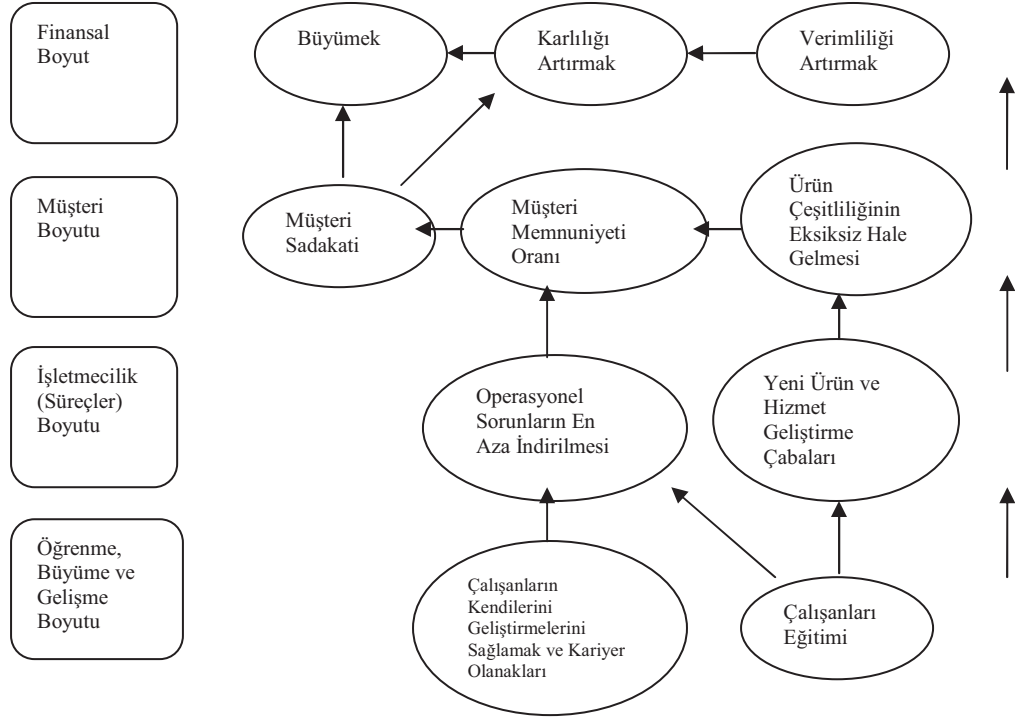 Finansal
Boyut
Büyümek
Karlılığı
Artırmak
Verimliliği
Artırmak
Müşteri
Boyutu
Müşteri
Sadakati
Müşteri
Memnuniyeti
Oranı
Ürün
Çeşitliliğinin
Eksiksiz Hale
Gelmesi
İşletmecilik
(Süreçler)
Boyutu
Operasyonel
Sorunların En
Aza İndirilmesi
Yeni Ürün ve
Hizmet
Geliştirme
Çabaları
Öğrenme,
Büyüme ve
Gelişme
Boyutu
Çalışanların
Kendilerini
Geliştirmelerini
Sağlamak ve Kariyer
Olanakları
Çalışanları
Eğitimi